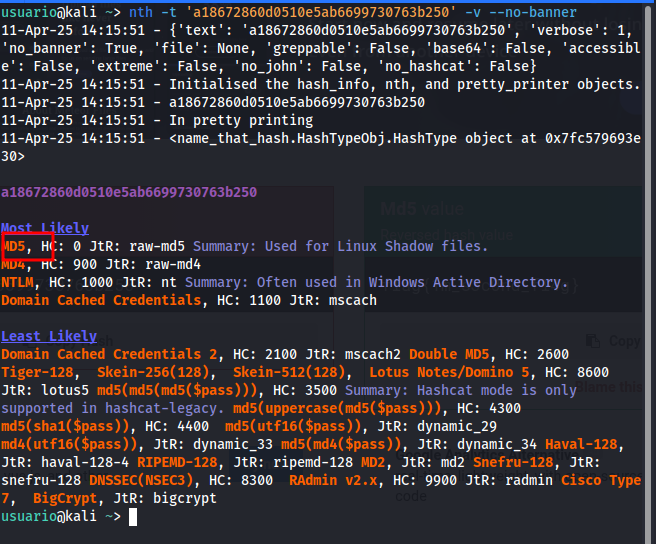 usuario@kali ~> nth -t 'a18672860d0510e5ab6699730763b250' -v --no-banner
11-Apr-25 14:15:51 - {'text': 'a18672860d0510e5ab6699730763b250', 'verbose': 1,
'no_banner': True, 'file': None, 'greppable': False, 'base64': False, 'accessibl
e': False, 'extreme': False, 'no_john': False, 'no_hashcat': False}
11-Apr-25 14:15:51 - Initialised the hash_info, nth, and pretty_printer objects.
11-Apr-25 14:15:51 - a18672860d0510e5ab6699730763b250
11-Apr-25 14:15:51 - In pretty printing
11-Apr-25 14:15:51 - <name_that_hash.HashTypeObj.HashType object at 0x7fc579693e
30>
a18672860d0510e5ab6699730763b250
Md5 value
Most Likely
MD5, HC: 0 JtR: raw-md5 Summary: Used for Linux Shadow files.
MD4, HC: 900 JtR: raw-md4
NTLM, HC: 1000 JtR: nt Summary: Often used in Windows Active Directory.
Domain Cached Credentials, HC: 1100 JtR: mscach
Least Likely
Copy
Domain Cached Credentials 2, HC: 2100 JtR: mscach2 Double MD5, HC: 2600
Tiger-128,  Skein-256(128),  Skein-512(128),  Lotus Notes/Domino 5, HC: 8600
JtR: lotus5 md5(md5(md5($pass))), HC: 3500 Summary: Hashcat mode is only
supported in hashcat-legacy. md5(uppercase(md5($pass))), HC: 4300
md5(sha1($pass)), HC: 4400  md5(utf16($pass)), JtR: dynamic_29
md4(utf16($pass)), JtR: dynamic_33 md5(md4($pass)), JtR: dynamic_34 Haval-128,
JtR: haval-128-4 RIPEMD-128, JtR: ripemd-128 MD2, JtR: md2 Snefru-128, JtR:
snefru-128 DNSSEC(NSEC3), HC: 8300  RAdmin v2.x, HC: 9900 JtR: radmin Cisco Type
7,  BigCrypt, JtR: bigcrypt
code
usuario@kali ~>